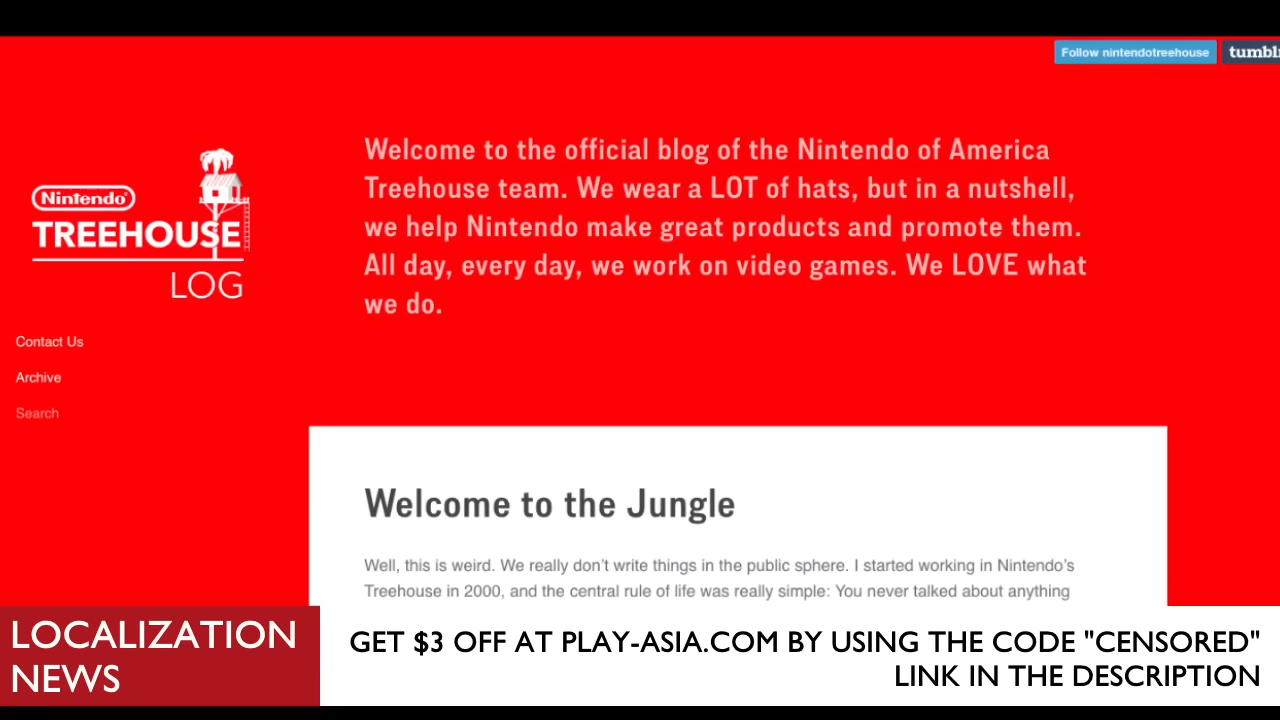 Follow nintendotreehouse
tumblr
Welcome to the official blog of the Nintendo of America
Treehouse team. We wear a LOT of hats, but in a nutshell,
we help Nintendo make great products and promote them.
All day, every day, we work on video games. We LOVE what
we do.
Nintendo
TREEHOUSE
LOG
Contact Us
Archive
Search
Welcome to the Jungle
Well, this is weird. We really don't write things in the public sphere. I started working in Nintendo's
Treehouse in 2000, and the central rule of life was really simple: You never talked about anything
LOCALIZATION
NEWS
GET $3 OFF AT PLAY-ASIA.COM BY USING THE CODE "CENSORED"
LINK IN THE DESCRIPTION